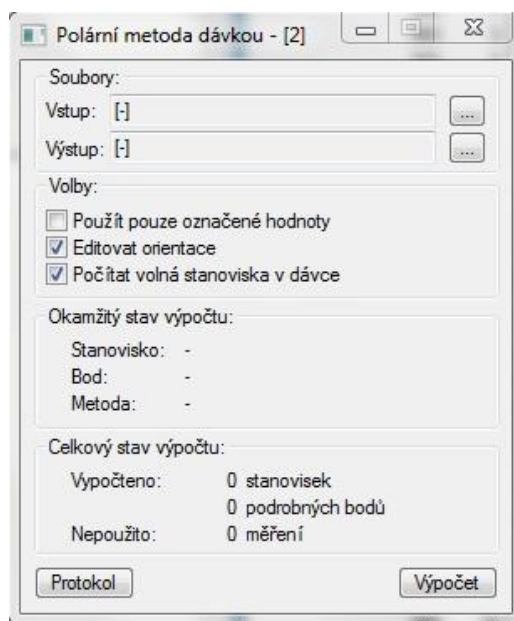 Polární metoda dávkou - [2]
Soubory:
Vstup: [-] ...
Výstup: [-] ...
Volby:
Použít pouze označené hodnoty
Editovat orientace
Počítat volná stanoviska v dávce
Okamžitý stav výpočtu:
Stanovisko: -
Bod: -
Metoda: -
Celkový stav výpočtu:
Vypočteno: 0 stanovisek
0 podrobných bodů
Nepoužito: 0 měření
Protokol Výpočet